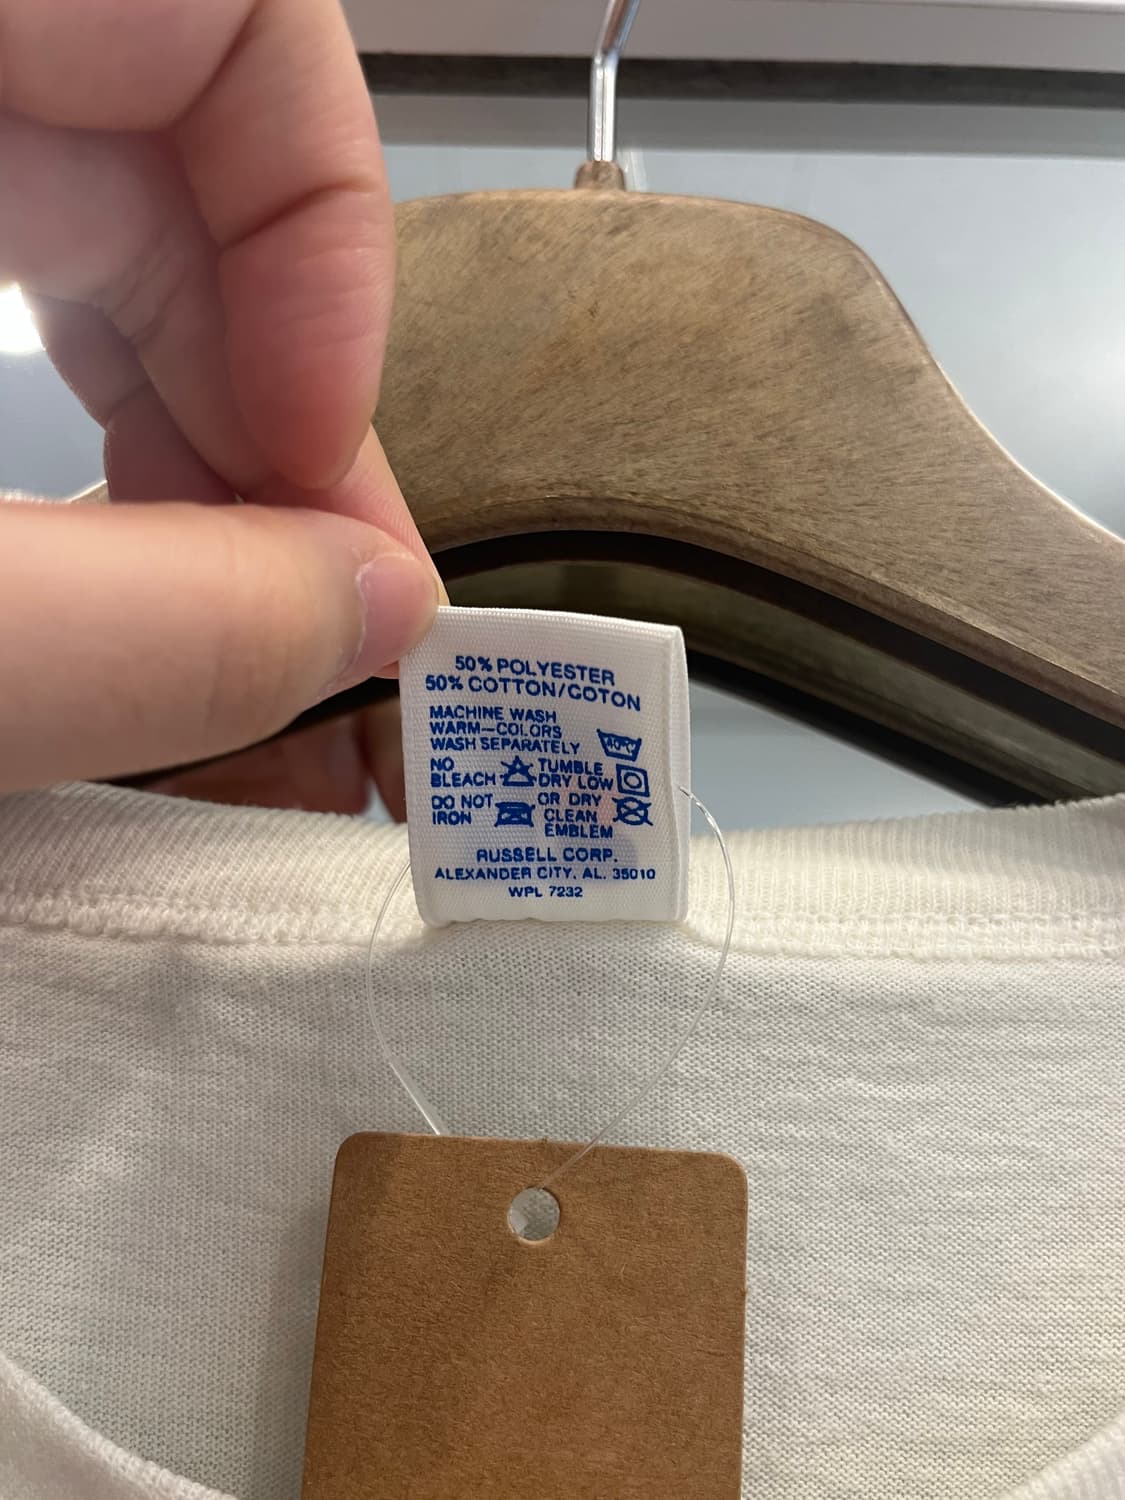 50% POLYESTER
50% COTTON/COTON
MACHINE WASH
WARM—COLORS
WASH SEPARATELY
40°C
NO
BLEACH
TUMBLE
DRY LOW
DO NOT
IRON
OR DRY
CLEAN
EMBLEM
RUSSELL CORP.
ALEXANDER CITY, AL. 35010
WPL 7232